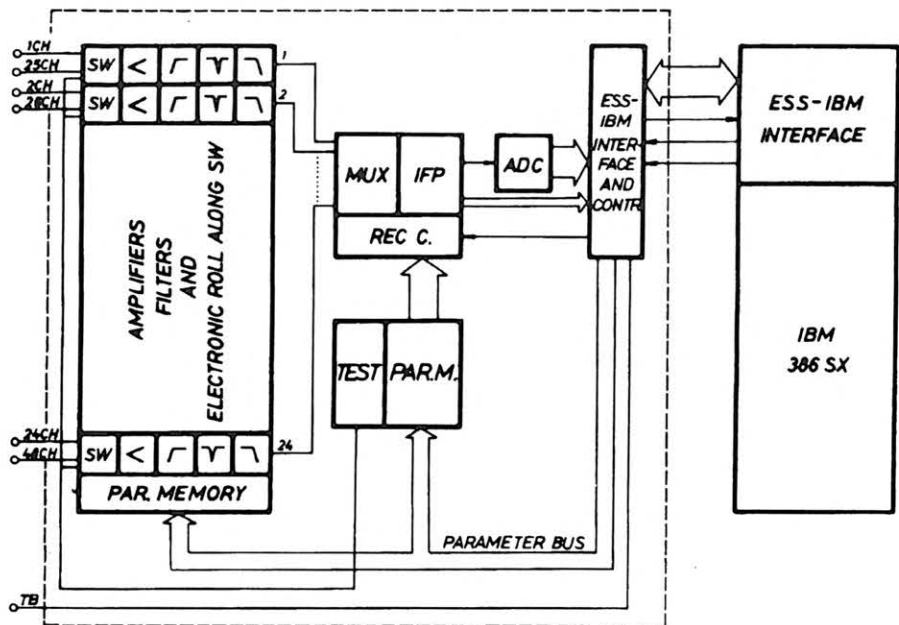 1CH
25CH
SW
1
2CH
26CH
SW
2
AMPLIFIERS
FILTERS
AND
ELECTRONIC ROLL ALONG SW
24CH
48CH
SW
24
PAR. MEMORY
TB
MUX
IFP
REC C.
ADC
TEST
PAR.M.
PARAMETER BUS
ESS-
IBM
INTER-
FACE
AND
CONTR.
ESS-IBM
INTERFACE
IBM
386 SX